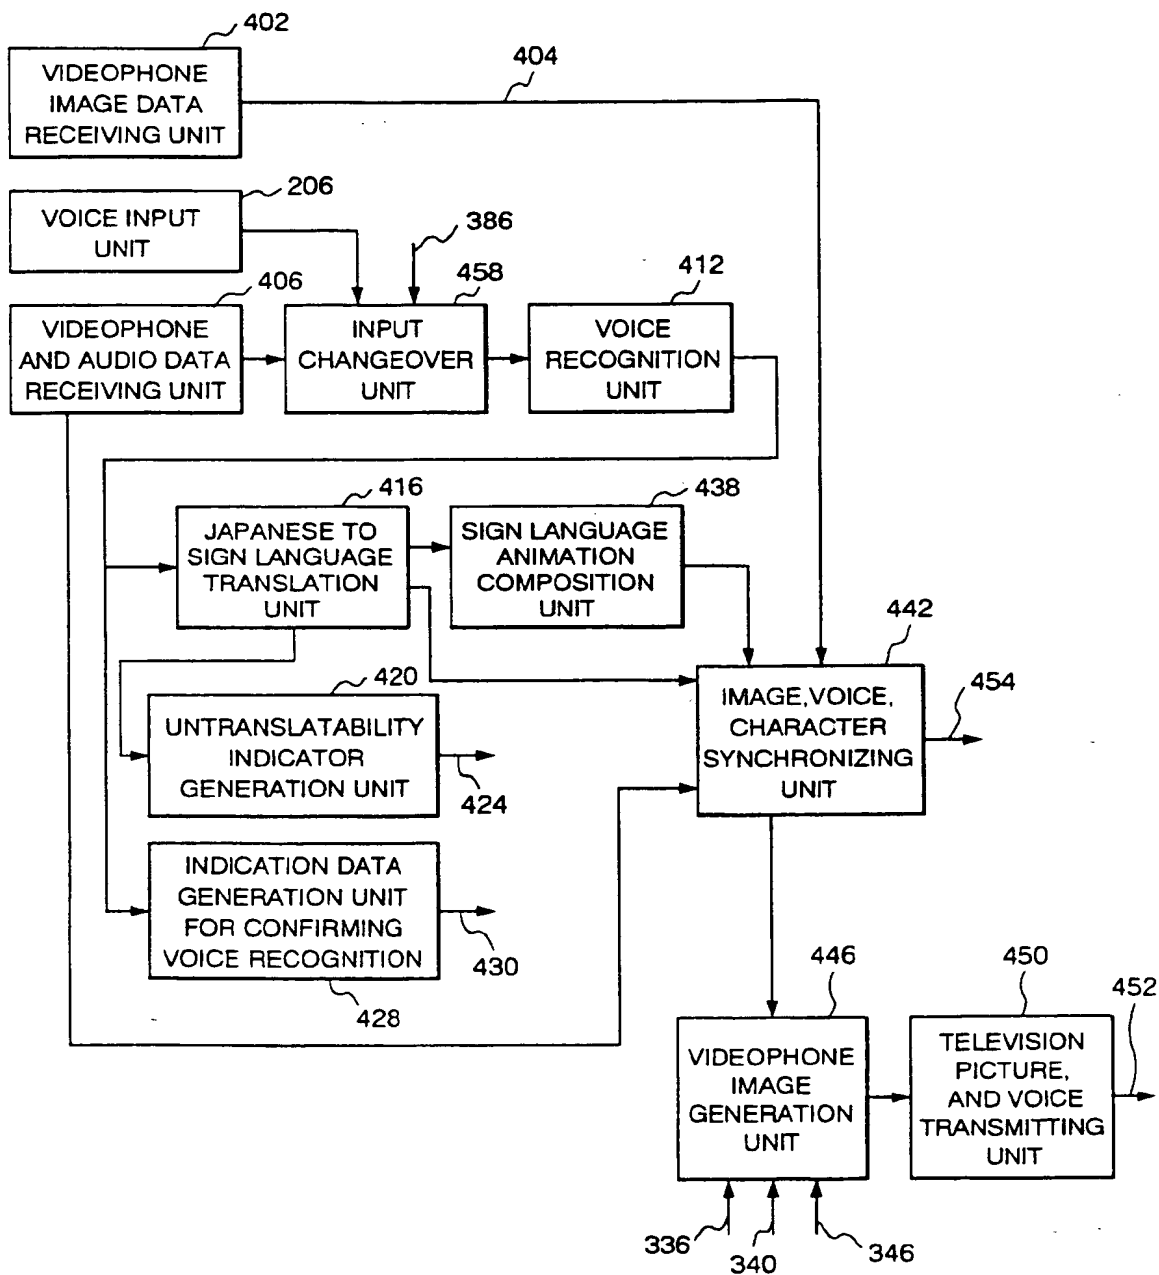 402
VIDEOPHONE
IMAGE DATA
RECEIVING UNIT
404
206
VOICE INPUT
UNIT
386
406
VIDEOPHONE
AND AUDIO DATA
RECEIVING UNIT
458
INPUT
CHANGEOVER
UNIT
412
VOICE
RECOGNITION
UNIT
416
JAPANESE TO
SIGN LANGUAGE
TRANSLATION
UNIT
438
SIGN LANGUAGE
ANIMATION
COMPOSITION
UNIT
442
IMAGE, VOICE,
CHARACTER
SYNCHRONIZING
UNIT
454
420
UNTRANSLATABILITY
INDICATOR
GENERATION UNIT
424
INDICATION DATA
GENERATION UNIT
FOR CONFIRMING
VOICE RECOGNITION
430
428
446
VIDEOPHONE
IMAGE
GENERATION
UNIT
450
TELEVISION
PICTURE,
AND VOICE
TRANSMITTING
UNIT
452
336
340
346